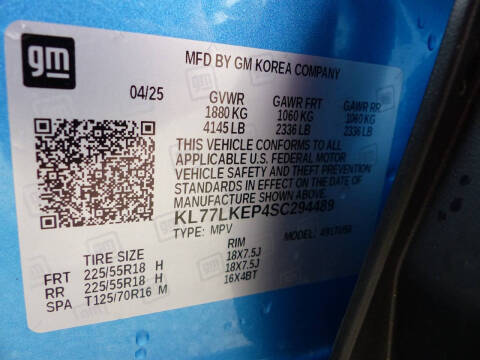 gm
MFD BY GM KOREA COMPANY
04/25 GVWR GAWR FRT GAWR RR
1880 KG 1060 KG 1060 KG
4145 LB 2336 LB 2336 LB
THIS VEHICLE CONFORMS TO ALL
APPLICABLE U.S. FEDERAL MOTOR
VEHICLE SAFETY AND THEFT PREVENTION
STANDARDS IN EFFECT ON THE DATE OF
MANUFACTURE SHOWN ABOVE
KL77LKEP4SC294489
TYPE: MPV MODEL:
TIRE SIZE RIM
FRT 225/55R18 H 18X7.5J
RR 225/55R18 H 18X7.5J
SPA T125/70R16 M 16X4BT